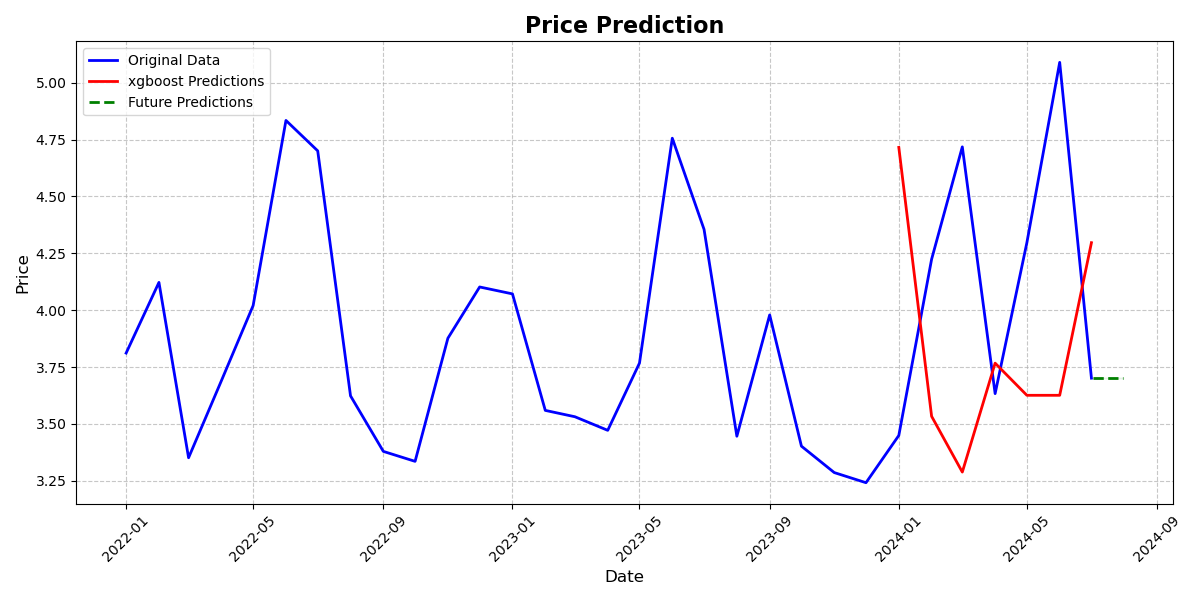 Price Prediction
Original Data
xgboost Predictions
Future Predictions
Price
5.00
4.75
4.50
4.25
4.00
3.75
3.50
3.25
2022-01
2022-05
2022-09
2023-01
2023-05
2023-09
2024-01
2024-05
2024-09
Date